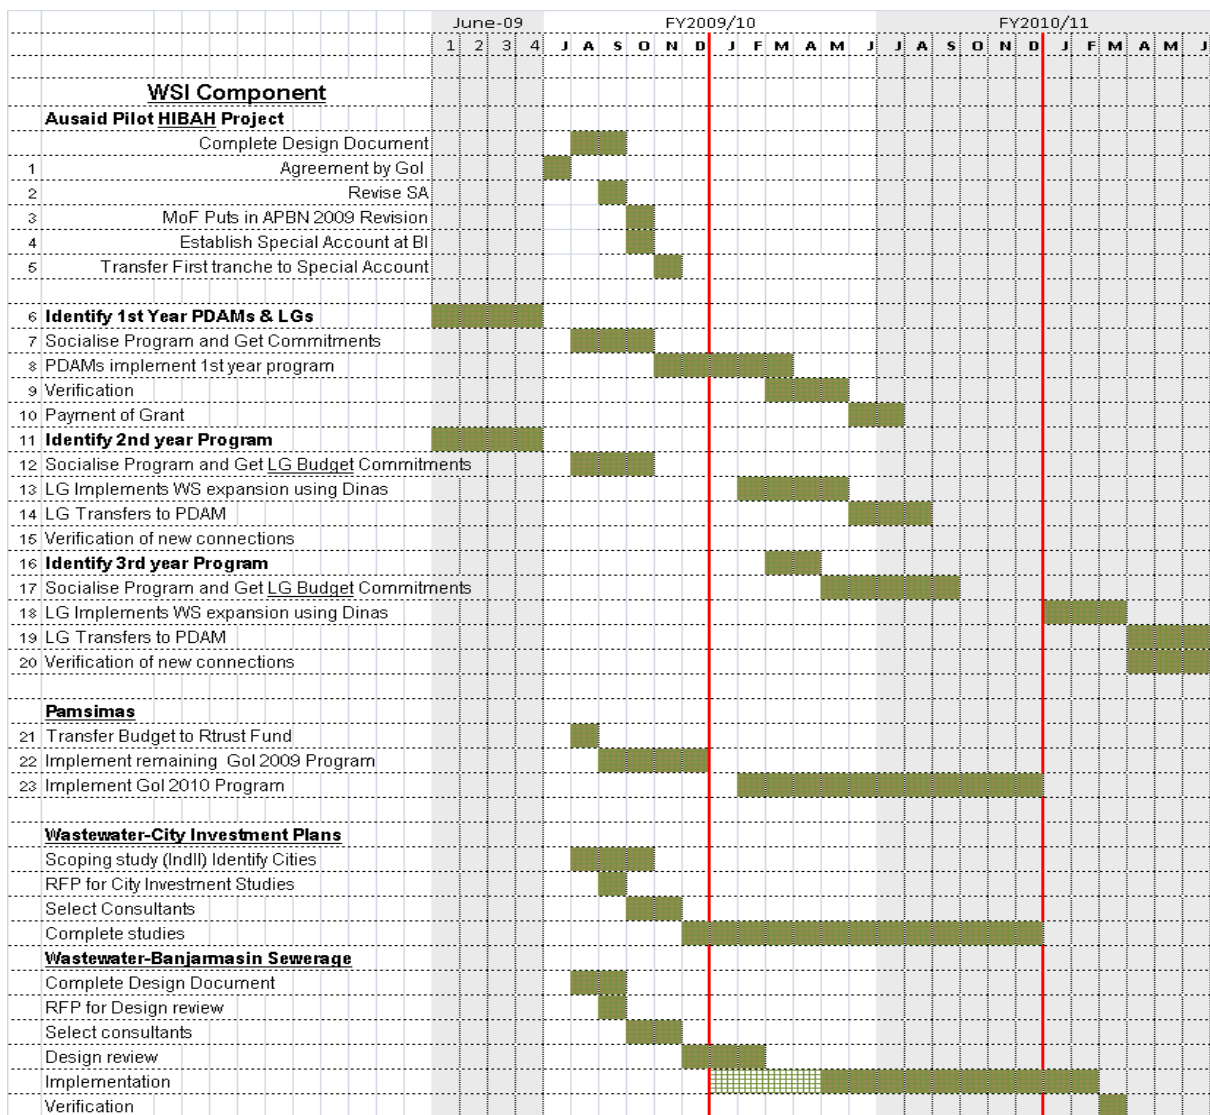 June-09 FY2009/10 FY2010/11
1 2 3 4 J A S O N D J F M A M J J A S O N D J F M A M J
WSI Component
Ausaid Pilot HIBAH Project
Complete Design Document
1 Agreement by GoI
2 Revise SA
3 MoF Puts in APBN 2009 Revision
4 Establish Special Account at BI
5 Transfer First tranche to Special Account
6 Identify 1st Year PDAMs & LGs
7 Socialise Program and Get Commitments
8 PDAMs implement 1st year program
9 Verification
10 Payment of Grant
11 Identify 2nd year Program
12 Socialise Program and Get LG Budget Commitments
13 LG Implements WS expansion using Dinas
14 LG Transfers to PDAM
15 Verification of new connections
16 Identify 3rd year Program
17 Socialise Program and Get LG Budget Commitments
18 LG Implements WS expansion using Dinas
19 LG Transfers to PDAM
20 Verification of new connections
Pamsimas
21 Transfer Budget to Rtrust Fund
22 Implement remaining GoI 2009 Program
23 Implement GoI 2010 Program
Wastewater-City Investment Plans
Scoping study (IndII) Identify Cities
RFP for City Investment Studies
Select Consultants
Complete studies
Wastewater-Banjarmasin Sewerage
Complete Design Document
RFP for Design review
Select consultants
Design review
Implementation
Verification